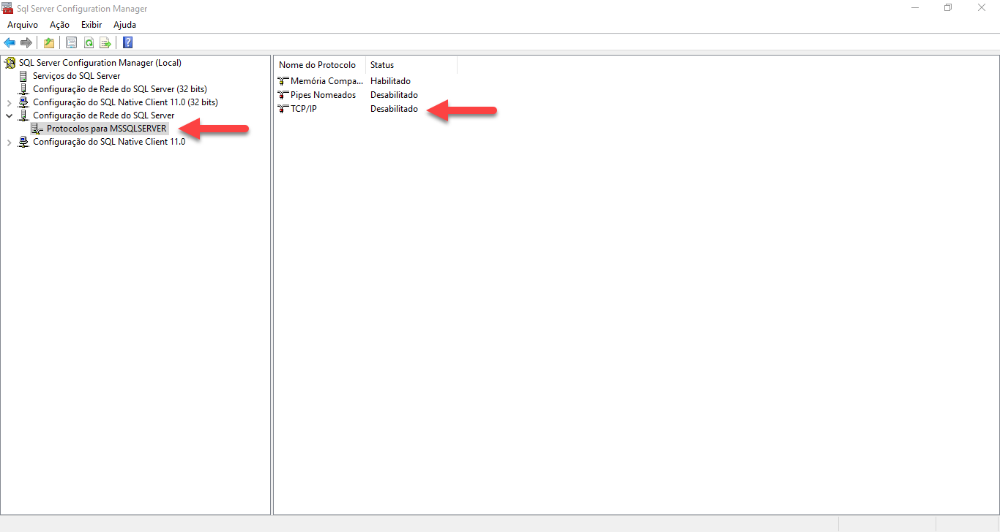 Sql Server Configuration Manager
Arquivo Ação Exibir Ajuda
SQL Server Configuration Manager (Local)
Serviços do SQL Server
Configuração de Rede do SQL Server (32 bits)
Configuração do SQL Native Client 11.0 (32 bits)
Configuração de Rede do SQL Server
Protocolos para MSSQLSERVER
Configuração do SQL Native Client 11.0
Nome do Protocolo Status
Memória Compa... Habilitado
Pipes Nomeados Desabilitado
TCP/IP Desabilitado